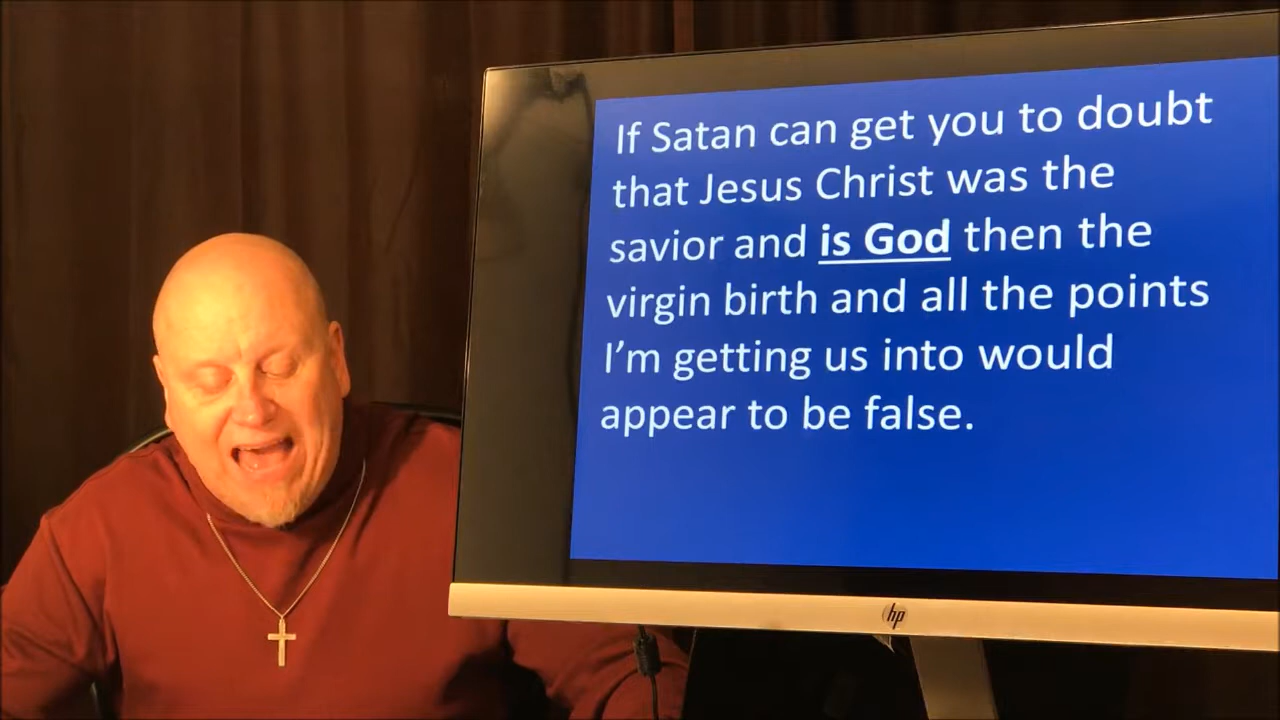 If Satan can get you to doubt
that Jesus Christ was the
savior and is God then the
virgin birth and all the points
I'm getting us into would
appear to be false.
hp